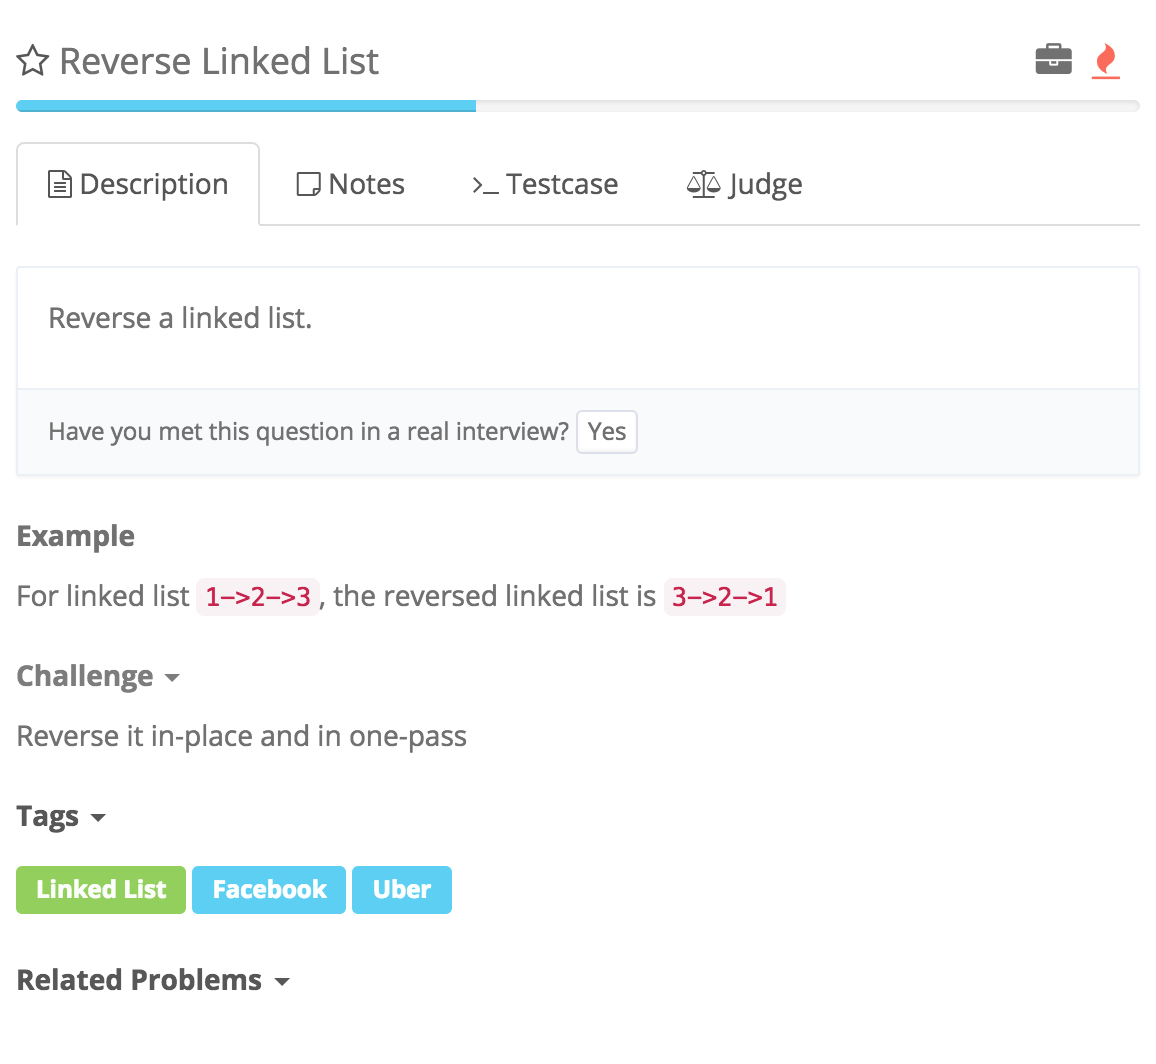 Reverse Linked List
Description
Notes
>_ Testcase
Judge
Reverse a linked list.
Have you met this question in a real interview? Yes
Example
For linked list 1->2->3, the reversed linked list is 3->2->1
Challenge
Reverse it in-place and in one-pass
Tags
Linked List Facebook Uber
Related Problems